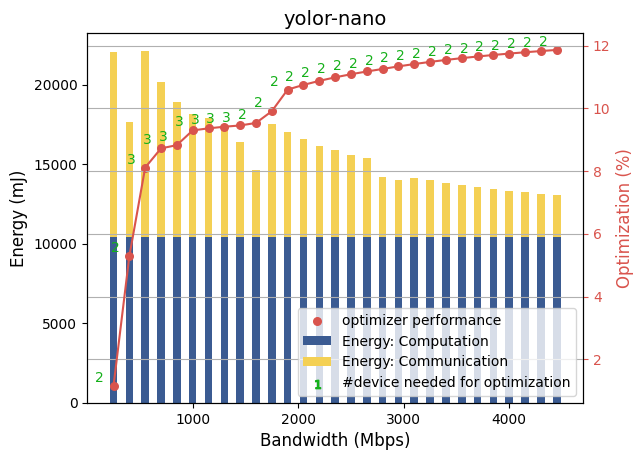 yolor-nano
Energy (mJ)
20000
15000
10000
5000
0
2 2 3 3 3 3 3 3 3 2 2 2 2 2 2 2 2 2 2 2 2 2 2 2 2 2 2 2 2
12
10
8
6
4
2
Optimization (%)
optimizer performance
Energy: Computation
Energy: Communication
1 #device needed for optimization
1000 2000 3000 4000
Bandwidth (Mbps)